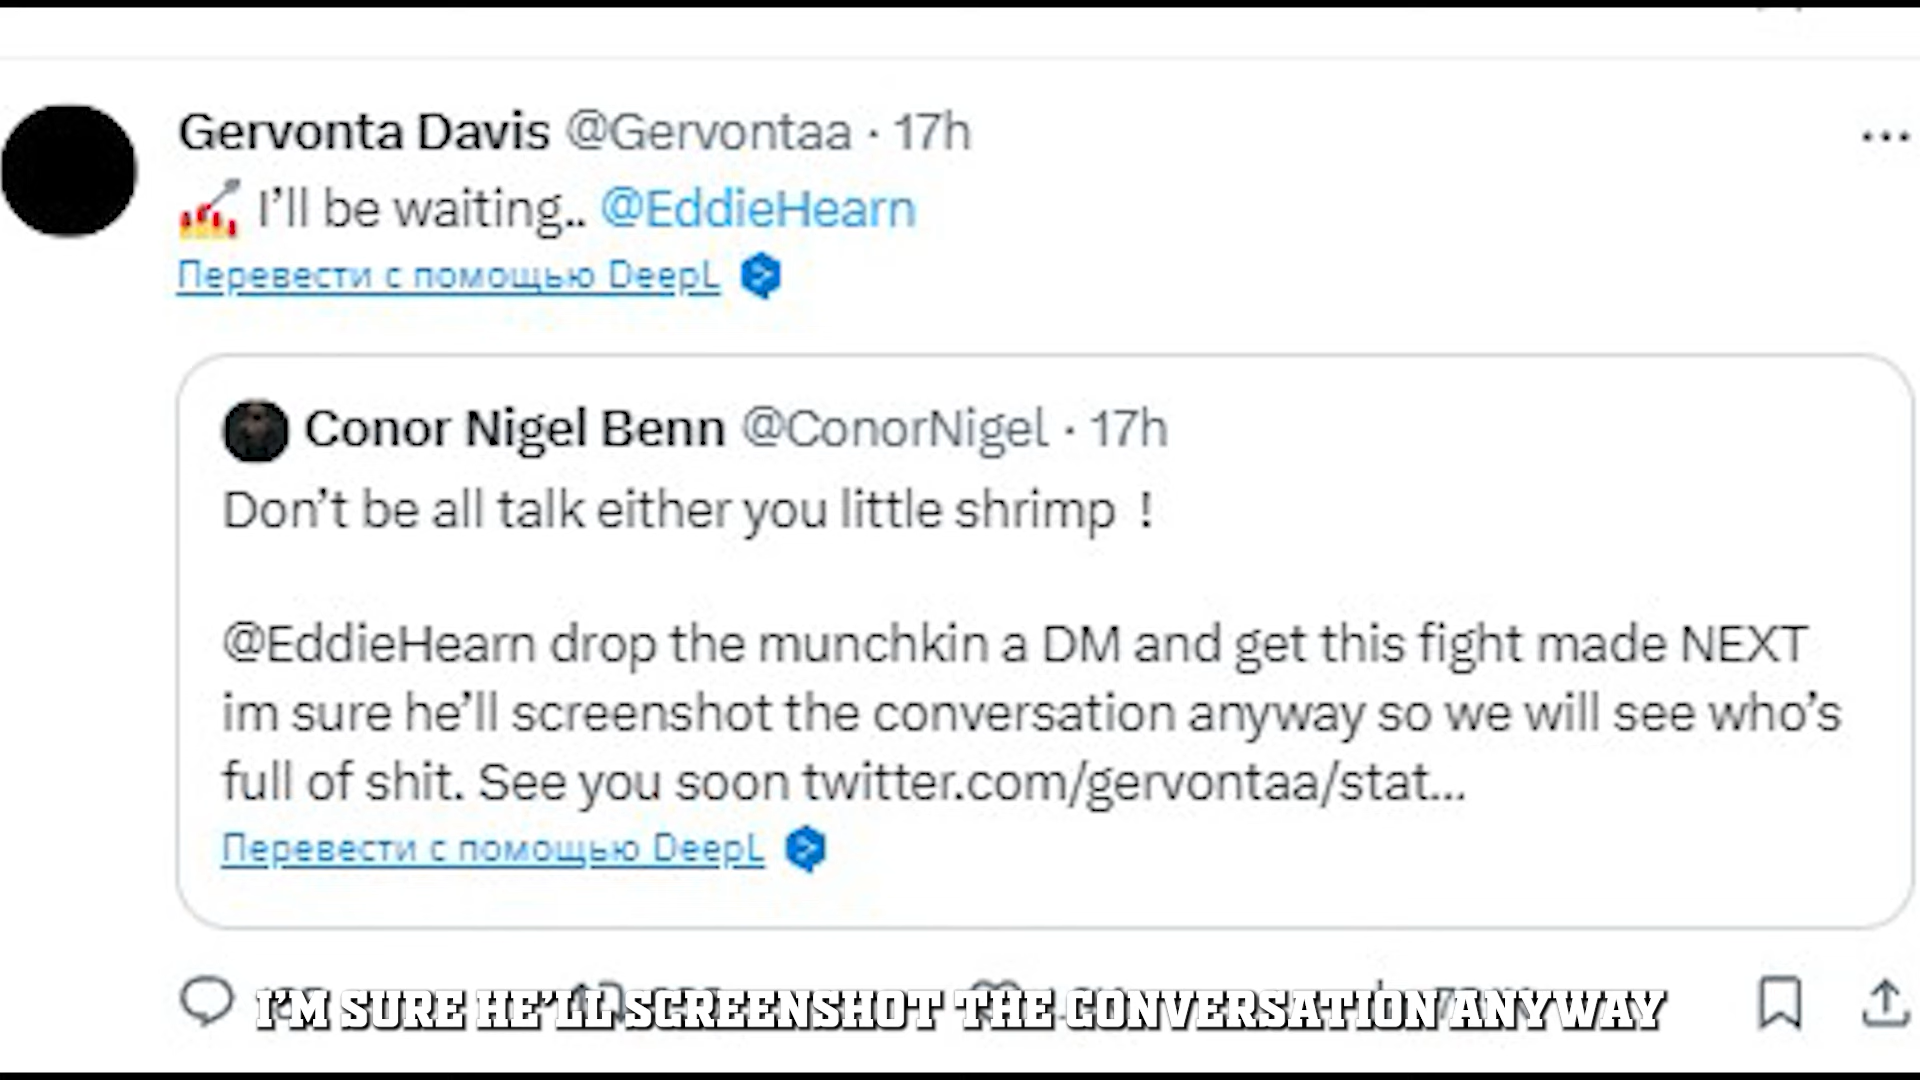 Gervonta Davis @Gervontaa · 17h
💅 I’ll be waiting.. @EddieHearn
Перевести с помощью DeepL
Conor Nigel Benn @ConorNigel · 17h
Don’t be all talk either you little shrimp !
@EddieHearn drop the munchkin a DM and get this fight made NEXT
im sure he’ll screenshot the conversation anyway so we will see who’s
full of shit. See you soon twitter.com/gervontaa/stat...
Перевести с помощью DeepL
I’M SURE HE’LL SCREENSHOT THE CONVERSATION ANYWAY